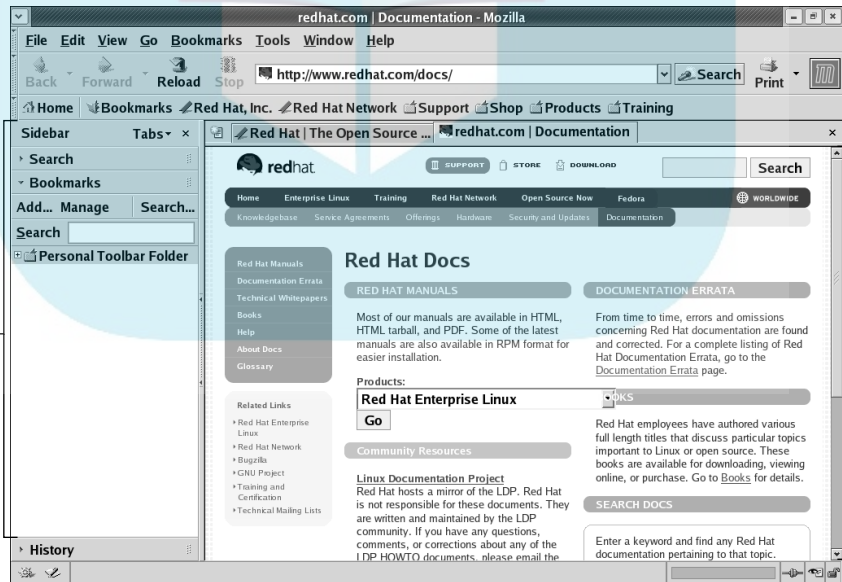 redhat.com | Documentation - Mozilla
File Edit View Go Bookmarks Tools Window Help
Back Forward Reload Stop http://www.redhat.com/docs/ Search Print
Home Bookmarks Red Hat, Inc. Red Hat Network Support Shop Products Training
Sidebar Tabs
Search
Bookmarks
Add... Manage Search...
Search
Personal Toolbar Folder
History
Red Hat | The Open Source ... redhat.com | Documentation
redhat. SUPPORT STORE DOWNLOAD Search
Home Enterprise Linux Training Red Hat Network Open Source Now Fedora WORLDWIDE
Knowledgebase Service Agreements Offerings Hardware Security and Updates Documentation
Red Hat Manuals
Documentation Errata
Technical Whitepapers
Books
Help
About Docs
Glossary
Related Links
Red Hat Enterprise
Linux
Red Hat Network
Bugzilla
GNU Project
Training and
Certification
Technical Mailing Lists
Red Hat Docs
RED HAT MANUALS
Most of our manuals are available in HTML,
HTML tarball, and PDF. Some of the latest
manuals are also available in RPM format for
easier installation.
Products:
Red Hat Enterprise Linux
Go
Community Resources
Linux Documentation Project
Red Hat hosts a mirror of the LDP. Red Hat
is not responsible for these documents. They
are written and maintained by the LDP
community. If you have any questions,
comments, or corrections about any of the
LDP HOWTO documents, please email the
DOCUMENTATION ERRATA
From time to time, errors and omissions
concerning Red Hat documentation are found
and corrected. For a complete listing of Red
Hat Documentation Errata, go to the
Documentation Errata page.
OKS
Red Hat employees have authored various
full length titles that discuss particular topics
important to Linux or open source. These
books are available for downloading, viewing
online, or purchase. Go to Books for details.
SEARCH DOCS
Enter a keyword and find any Red Hat
documentation pertaining to that topic.